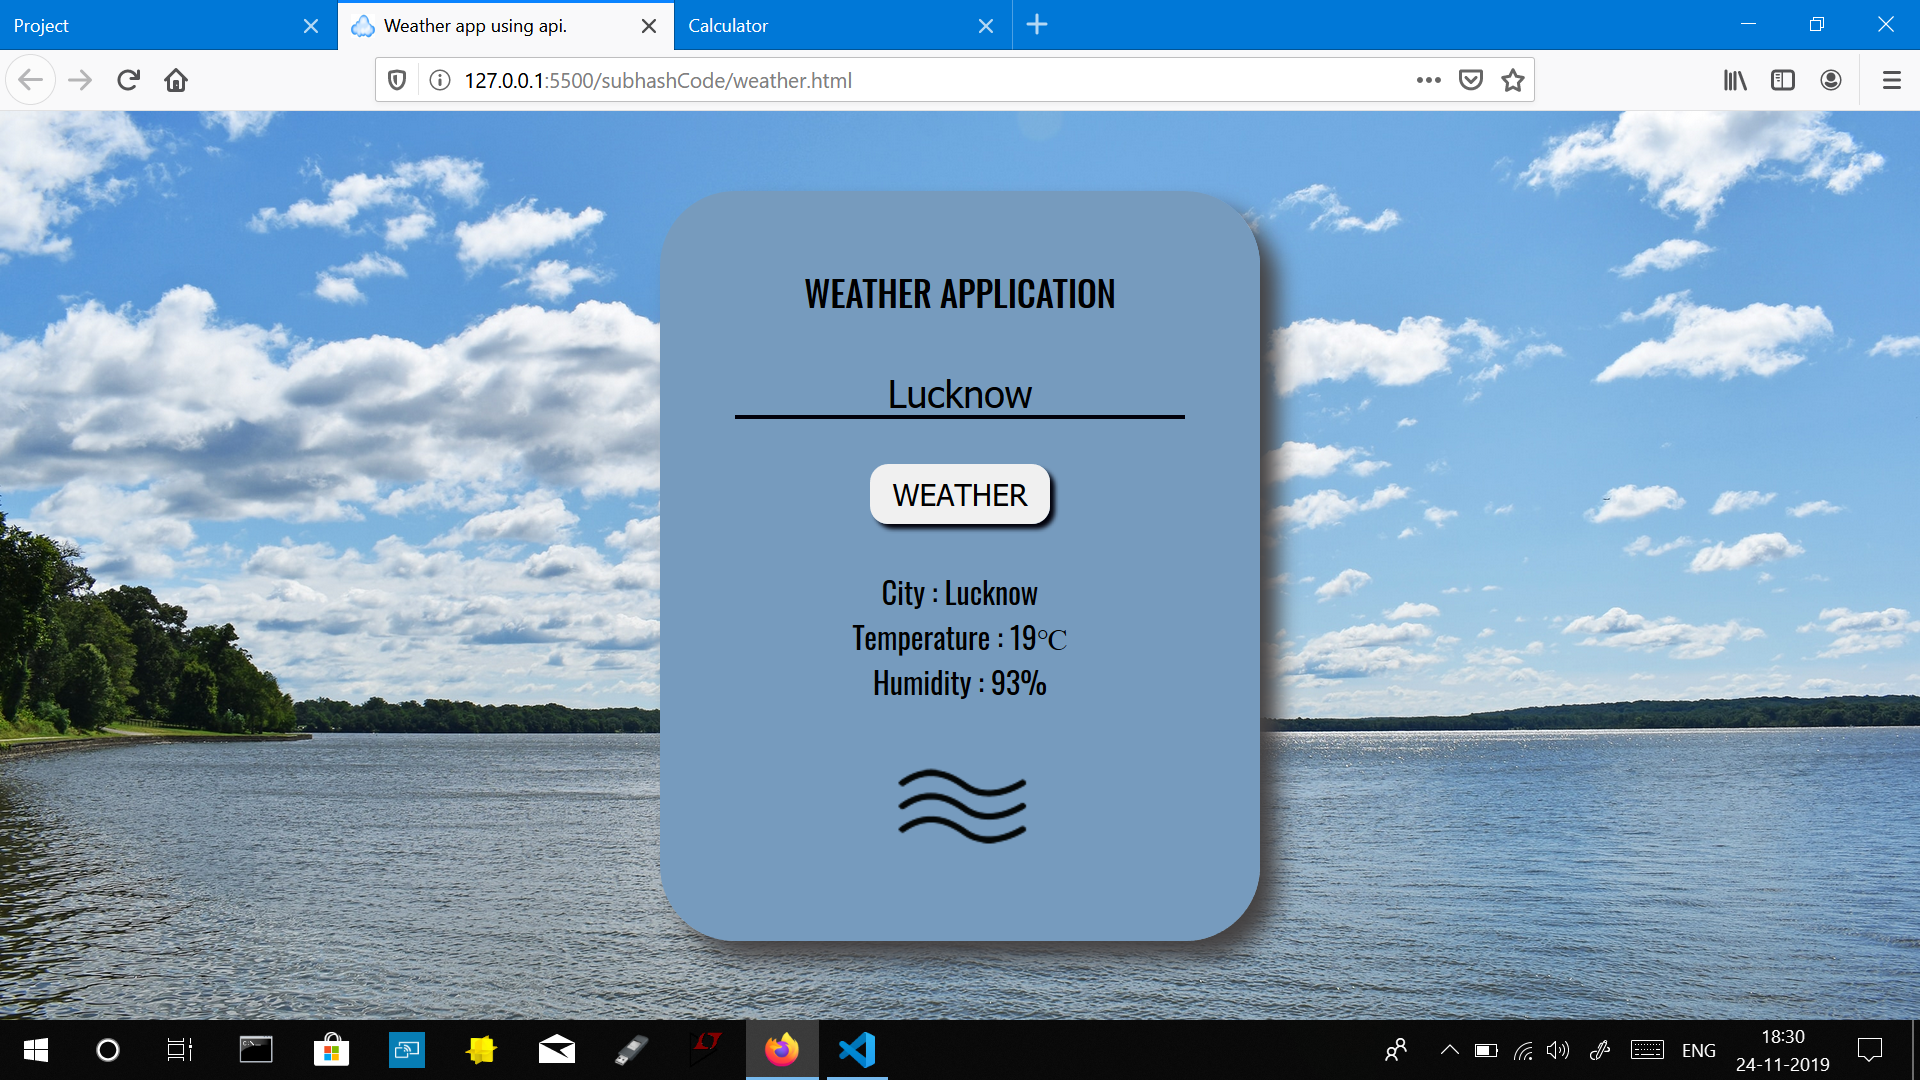 Project
Weather app using api.
Calculator
127.0.0.1:5500/subhashCode/weather.html
WEATHER APPLICATION
Lucknow
WEATHER
City : Lucknow
Temperature : 19℃
Humidity : 93%
ENG
18:30
24-11-2019